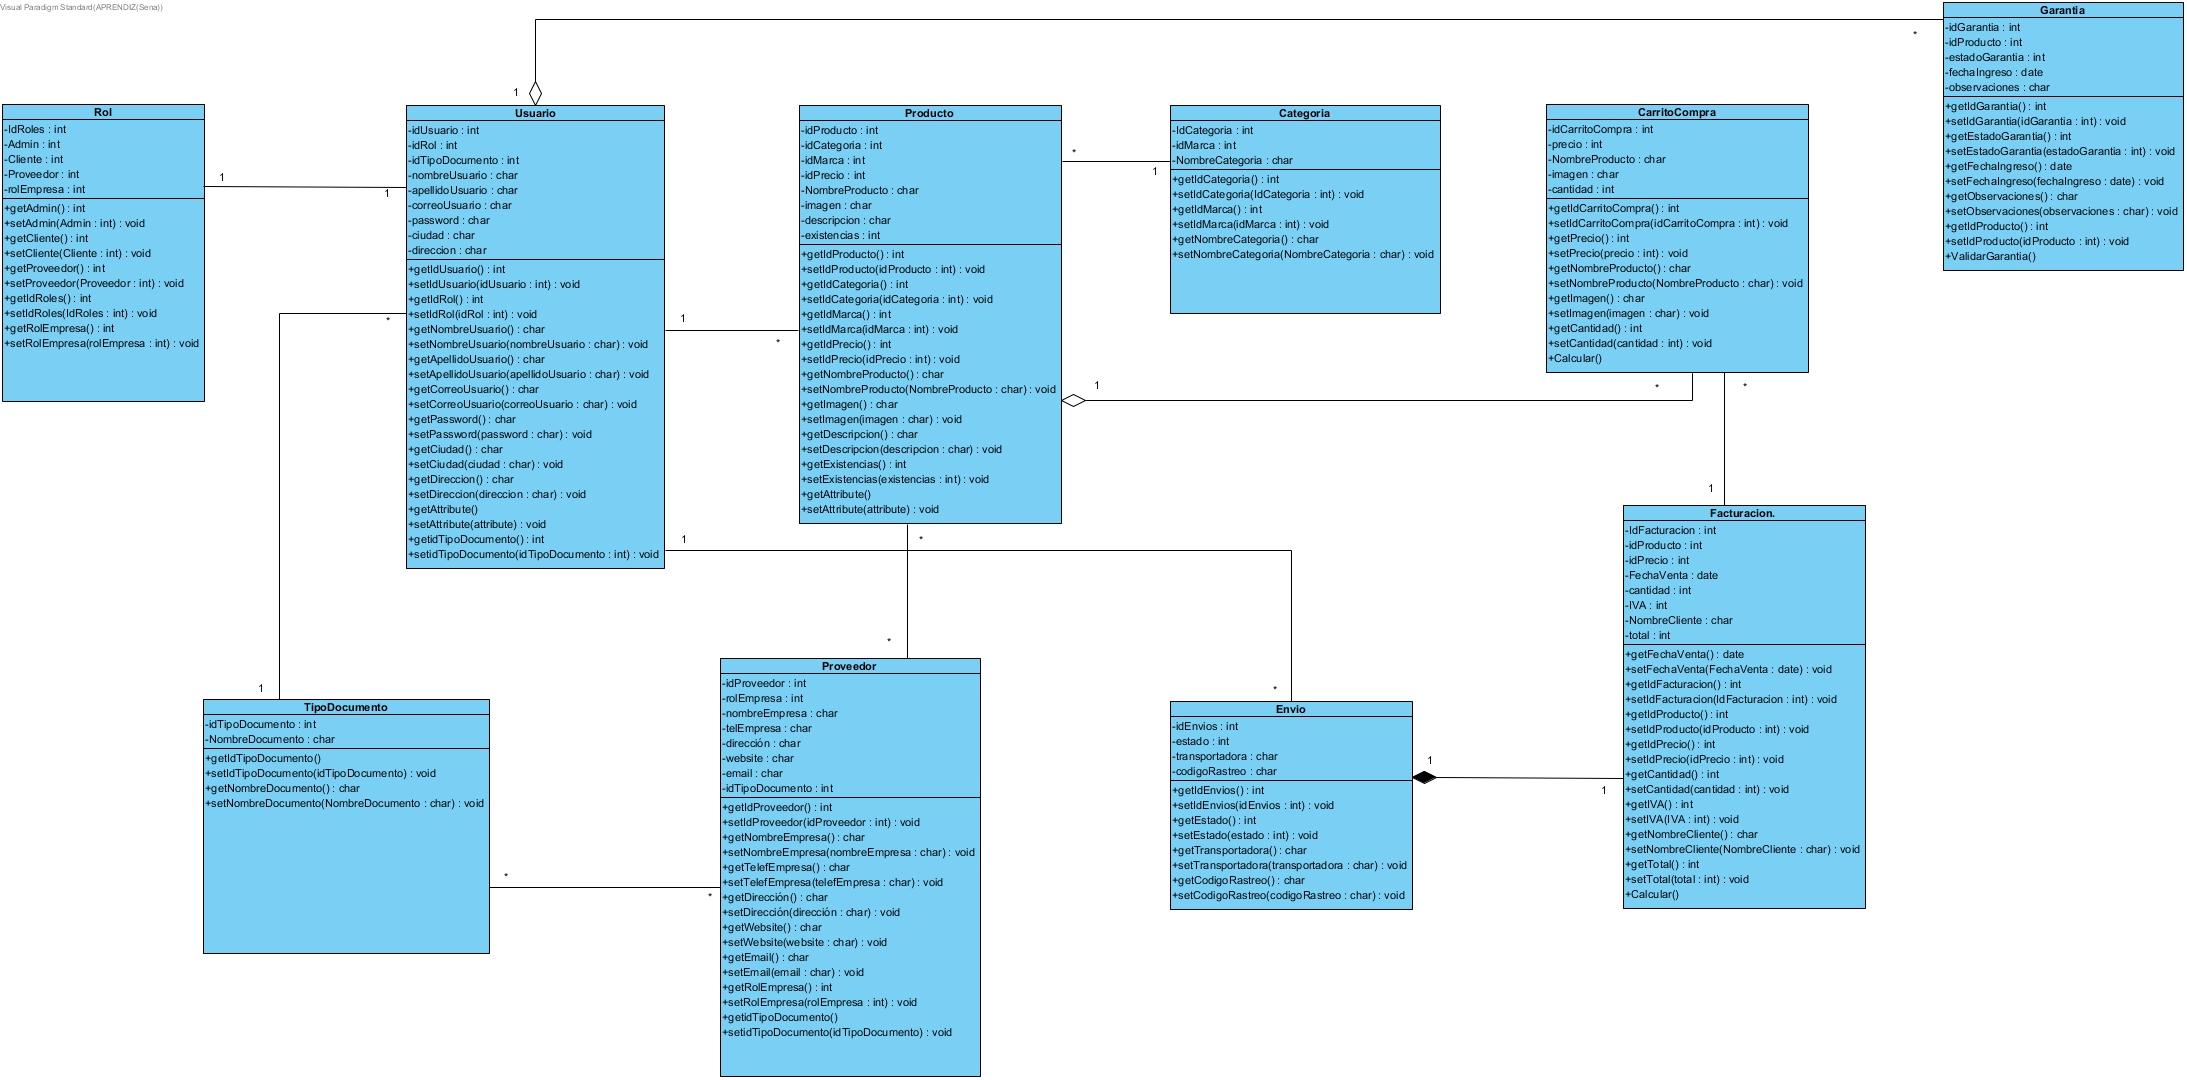 Visual Paradigm Standard(APRENDIZ(Sena))
Garantia
-idGarantia : int
-idProducto : int
-estadoGarantia : int
-fechaIngreso : date
-observaciones : char
+getIdGarantia() : int
+setIdGarantia(idGarantia : int) : void
+getEstadoGarantia() : int
+setEstadoGarantia(estadoGarantia : int) : void
+getFechaIngreso() : date
+setFechaIngreso(fechaIngreso : date) : void
+getObservaciones() : char
+setObservaciones(observaciones : char) : void
+getIdProducto() : int
+setIdProducto(idProducto : int) : void
+ValidarGarantia()
*
1
Rol
-IdRoles : int
-Admin : int
-Cliente : int
-Proveedor : int
-rolEmpresa : int
+getAdmin() : int
+setAdmin(Admin : int) : void
+getCliente() : int
+setCliente(Cliente : int) : void
+getProveedor() : int
+setProveedor(Proveedor : int) : void
+getIdRoles() : int
+setIdRoles(IdRoles : int) : void
+getRolEmpresa() : int
+setRolEmpresa(rolEmpresa : int) : void
1
1
*
Usuario
-idUsuario : int
-idRol : int
-idTipoDocumento : int
-nombreUsuario : char
-apellidoUsuario : char
-correoUsuario : char
-password : char
-ciudad : char
-direccion : char
+getIdUsuario() : int
+setIdUsuario(idUsuario : int) : void
+getIdRol() : int
+setIdRol(idRol : int) : void
+getNombreUsuario() : char
+setNombreUsuario(nombreUsuario : char) : void
+getApellidoUsuario() : char
+setApellidoUsuario(apellidoUsuario : char) : void
+getCorreoUsuario() : char
+setCorreoUsuario(correoUsuario : char) : void
+getPassword() : char
+setPassword(password : char) : void
+getCiudad() : char
+setCiudad(ciudad : char) : void
+getDireccion() : char
+setDireccion(direccion : char) : void
+getAttribute()
+setAttribute(attribute) : void
+getidTipoDocumento() : int
+setidTipoDocumento(idTipoDocumento : int) : void
1
*
1
Producto
-idProducto : int
-idCategoria : int
-idMarca : int
-idPrecio : int
-NombreProducto : char
-imagen : char
-descripcion : char
-existencias : int
+getIdProducto() : int
+setIdProducto(idProducto : int) : void
+getIdCategoria() : int
+setIdCategoria(idCategoria : int) : void
+getIdMarca() : int
+setIdMarca(idMarca : int) : void
+getIdPrecio() : int
+setIdPrecio(idPrecio : int) : void
+getNombreProducto() : char
+setNombreProducto(NombreProducto : char) : void
+getImagen() : char
+setImagen(imagen : char) : void
+getDescripcion() : char
+setDescripcion(descripcion : char) : void
+getExistencias() : int
+setExistencias(existencias : int) : void
+getAttribute()
+setAttribute(attribute) : void
*
1
1
*
*
Categoria
-IdCategoria : int
-idMarca : int
-NombreCategoria : char
+getIdCategoria() : int
+setIdCategoria(IdCategoria : int) : void
+getIdMarca() : int
+setIdMarca(idMarca : int) : void
+getNombreCategoria() : char
+setNombreCategoria(NombreCategoria : char) : void
CarritoCompra
-idCarritoCompra : int
-precio : int
-NombreProducto : char
-imagen : char
-cantidad : int
+getIdCarritoCompra() : int
+setIdCarritoCompra(idCarritoCompra : int) : void
+getPrecio() : int
+setPrecio(precio : int) : void
+getNombreProducto() : char
+setNombreProducto(NombreProducto : char) : void
+getImagen() : char
+setImagen(imagen : char) : void
+getCantidad() : int
+setCantidad(cantidad : int) : void
+Calcular()
*
*
1
Facturacion.
-IdFacturacion : int
-idProducto : int
-idPrecio : int
-FechaVenta : date
-cantidad : int
-IVA : int
-NombreCliente : char
-total : int
+getFechaVenta() : date
+setFechaVenta(FechaVenta : date) : void
+getIdFacturacion() : int
+setIdFacturacion(IdFacturacion : int) : void
+getIdProducto() : int
+setIdProducto(idProducto : int) : void
+getIdPrecio() : int
+setIdPrecio(idPrecio : int) : void
+getCantidad() : int
+setCantidad(cantidad : int) : void
+getIVA() : int
+setIVA(IVA : int) : void
+getNombreCliente() : char
+setNombreCliente(NombreCliente : char) : void
+getTotal() : int
+setTotal(total : int) : void
+Calcular()
1
TipoDocumento
-idTipoDocumento : int
-NombreDocumento : char
+getIdTipoDocumento()
+setIdTipoDocumento(idTipoDocumento) : void
+getNombreDocumento() : char
+setNombreDocumento(NombreDocumento : char) : void
*
*
Proveedor
-idProveedor : int
-rolEmpresa : int
-nombreEmpresa : char
-telEmpresa : char
-dirección : char
-website : char
-email : char
-idTipoDocumento : int
+getIdProveedor() : int
+setIdProveedor(idProveedor : int) : void
+getNombreEmpresa() : char
+setNombreEmpresa(nombreEmpresa : char) : void
+getTelefEmpresa() : char
+setTelefEmpresa(telefEmpresa : char) : void
+getDirección() : char
+setDirección(dirección : char) : void
+getWebsite() : char
+setWebsite(website : char) : void
+getEmail() : char
+setEmail(email : char) : void
+getRolEmpresa() : int
+setRolEmpresa(rolEmpresa : int) : void
+getidTipoDocumento()
+setidTipoDocumento(idTipoDocumento) : void
*
Envio
-idEnvios : int
-estado : int
-transportadora : char
-codigoRastreo : char
+getIdEnvios() : int
+setIdEnvios(idEnvios : int) : void
+getEstado() : int
+setEstado(estado : int) : void
+getTransportadora() : char
+setTransportadora(transportadora : char) : void
+getCodigoRastreo() : char
+setCodigoRastreo(codigoRastreo : char) : void
1
1